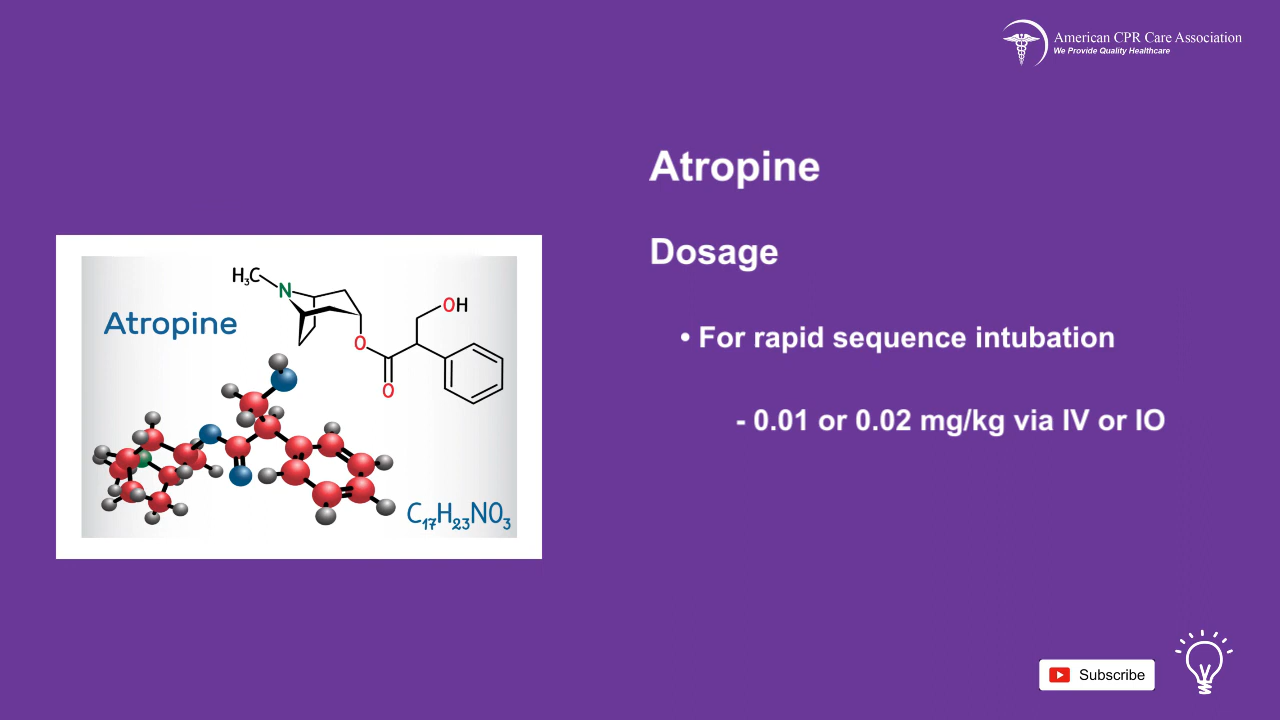 American CPR Care Association
We Provide Quality Healthcare
Atropine
Dosage
• For rapid sequence intubation
- 0.01 or 0.02 mg/kg via IV or IO
H₃C
N
OH
O
O
Atropine
C₁₇H₂₃NO₃
Subscribe